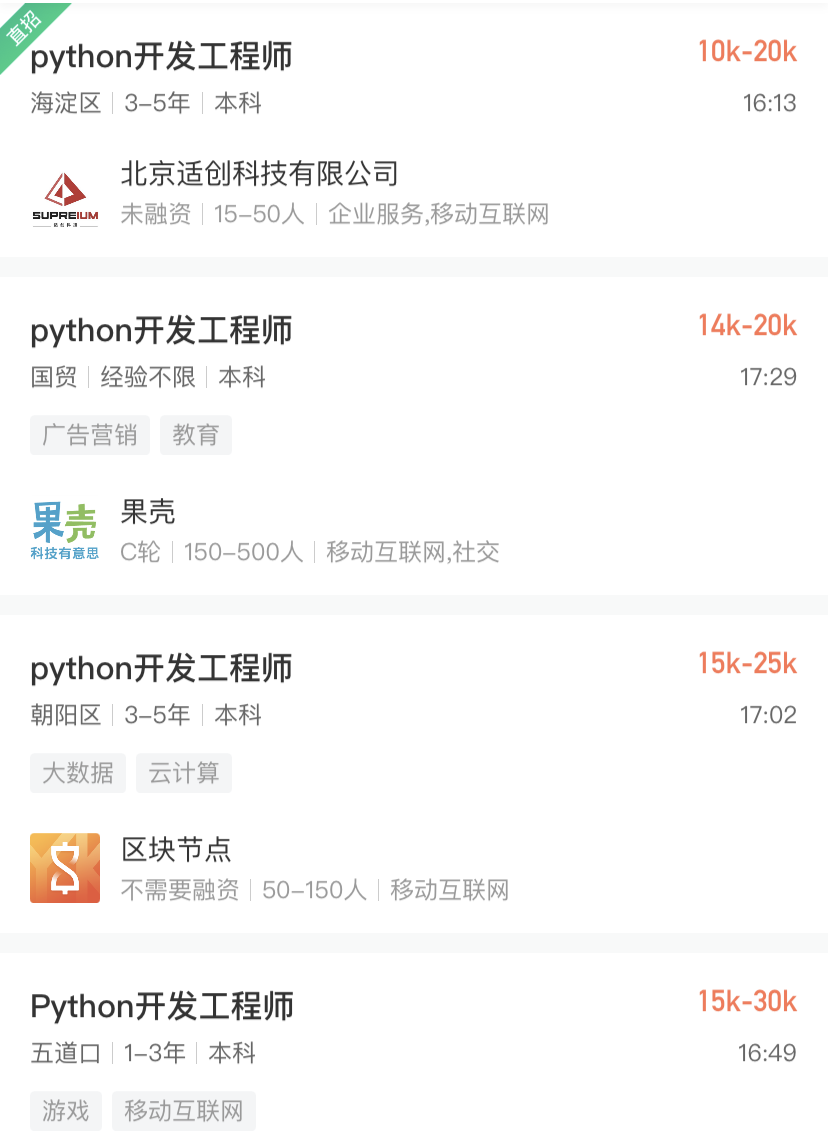 直招
python开发工程师 10k-20k
海淀区 3-5年 本科 16:13
北京适创科技有限公司
SUPREIUM
适创科技
未融资 15-50人 企业服务,移动互联网
python开发工程师 14k-20k
国贸 经验不限 本科 17:29
广告营销 教育
果壳
果壳
科技有意思
C轮 150-500人 移动互联网,社交
python开发工程师 15k-25k
朝阳区 3-5年 本科 17:02
大数据 云计算
区块节点
不需要融资 50-150人 移动互联网
Python开发工程师 15k-30k
五道口 1-3年 本科 16:49
游戏 移动互联网